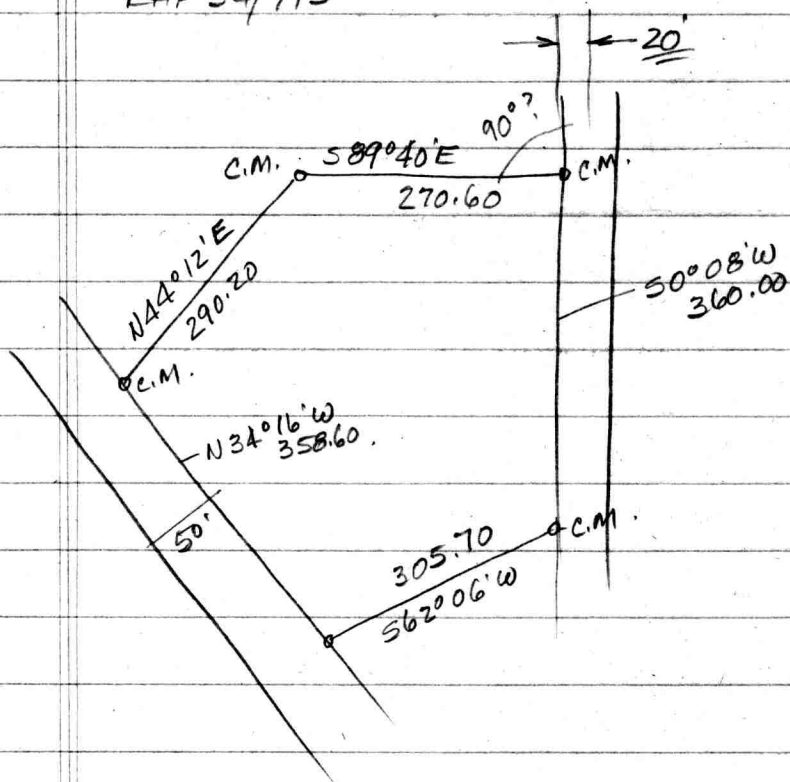 20'
90°?
C.M.
S89°40'E
C.M.
270.60
N44°12'E
290.20
S0°08'W
360.00
C.M.
N34°16'W
358.60.
50'
305.70
C.M.
S62°06'W